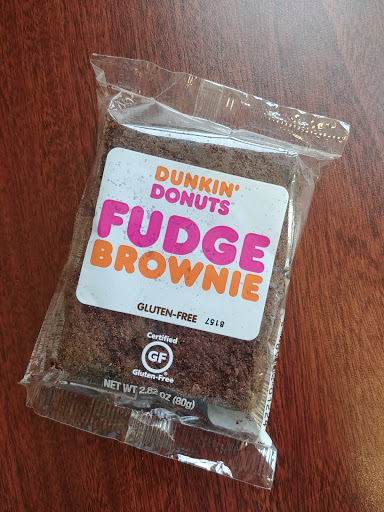 DUNKIN'
DONUTS
FUDGE
BROWNIE
GLUTEN-FREE 8157
Certified
GF
Gluten-Free
NET WT 2.82 oz (80g)